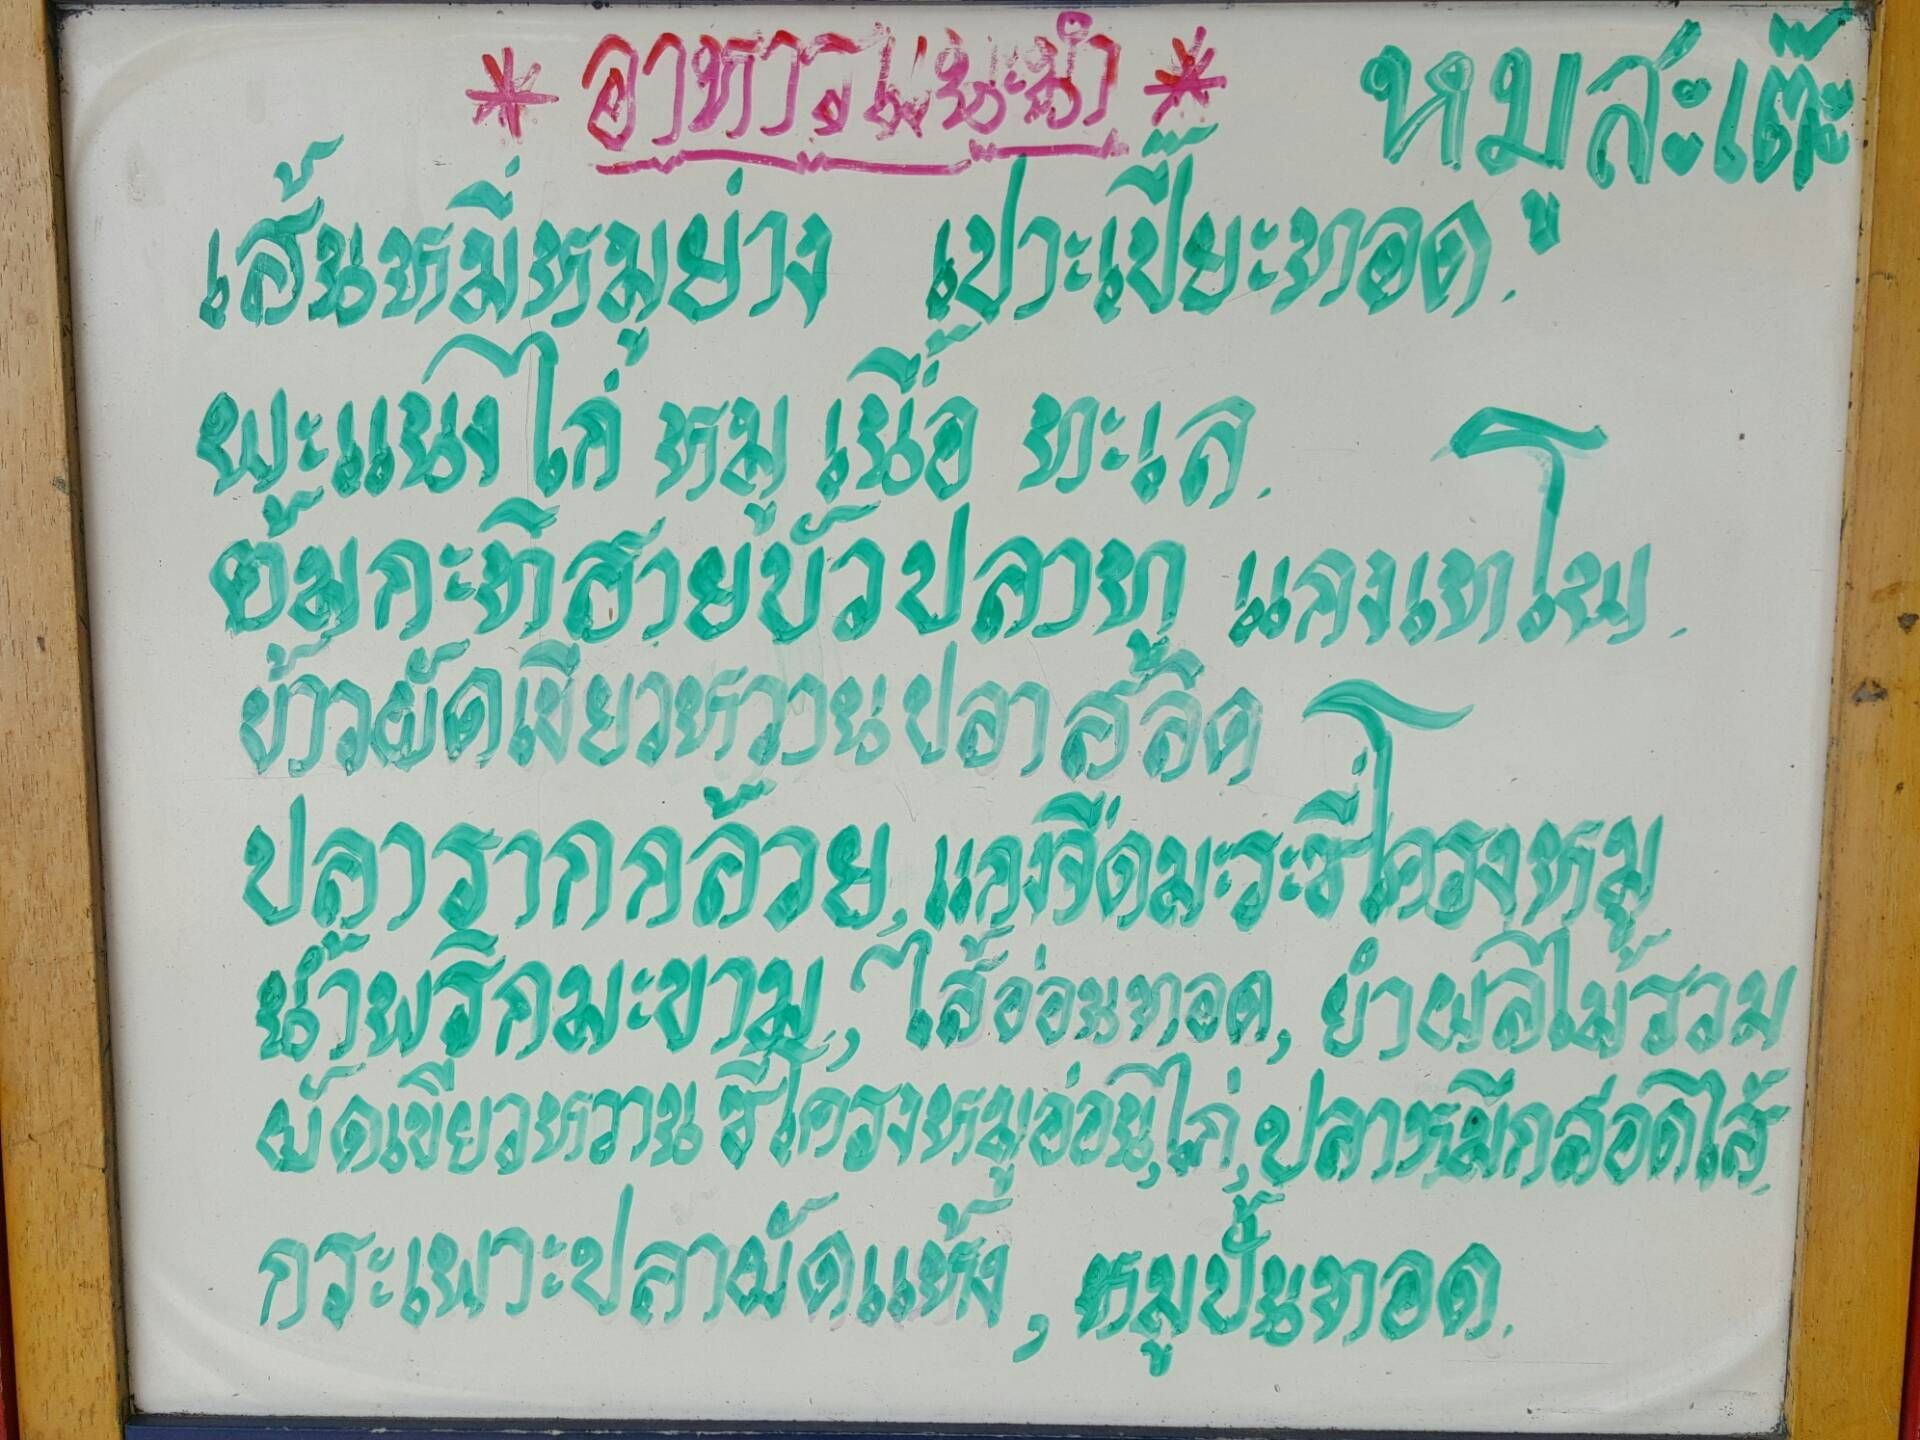 * อาหารแนะนำ * หมูสะเต๊ะ
เส้นหมี่หมูย่าง เปาะเปี๊ยะทอด.
พะแนงไก่ หมู เนื้อ ทะเล.
ต้มกะทิสายบัวปลาทู แกงเทโพ.
ข้าวผัดเขียวหวานปลาสลิด
ปลารากกล้วย, แกงจืดมะระซี่โครงหมู
น้ำพริกมะขาม, ไส้อ่อนทอด, ยำผลไม้รวม
ผัดเขียวหวานซี่โครงหมูอ่อน, ไก่, ปลาหมึกสอดไส้.
กระเพาะปลาผัดแห้ง, หมูปั้นทอด.